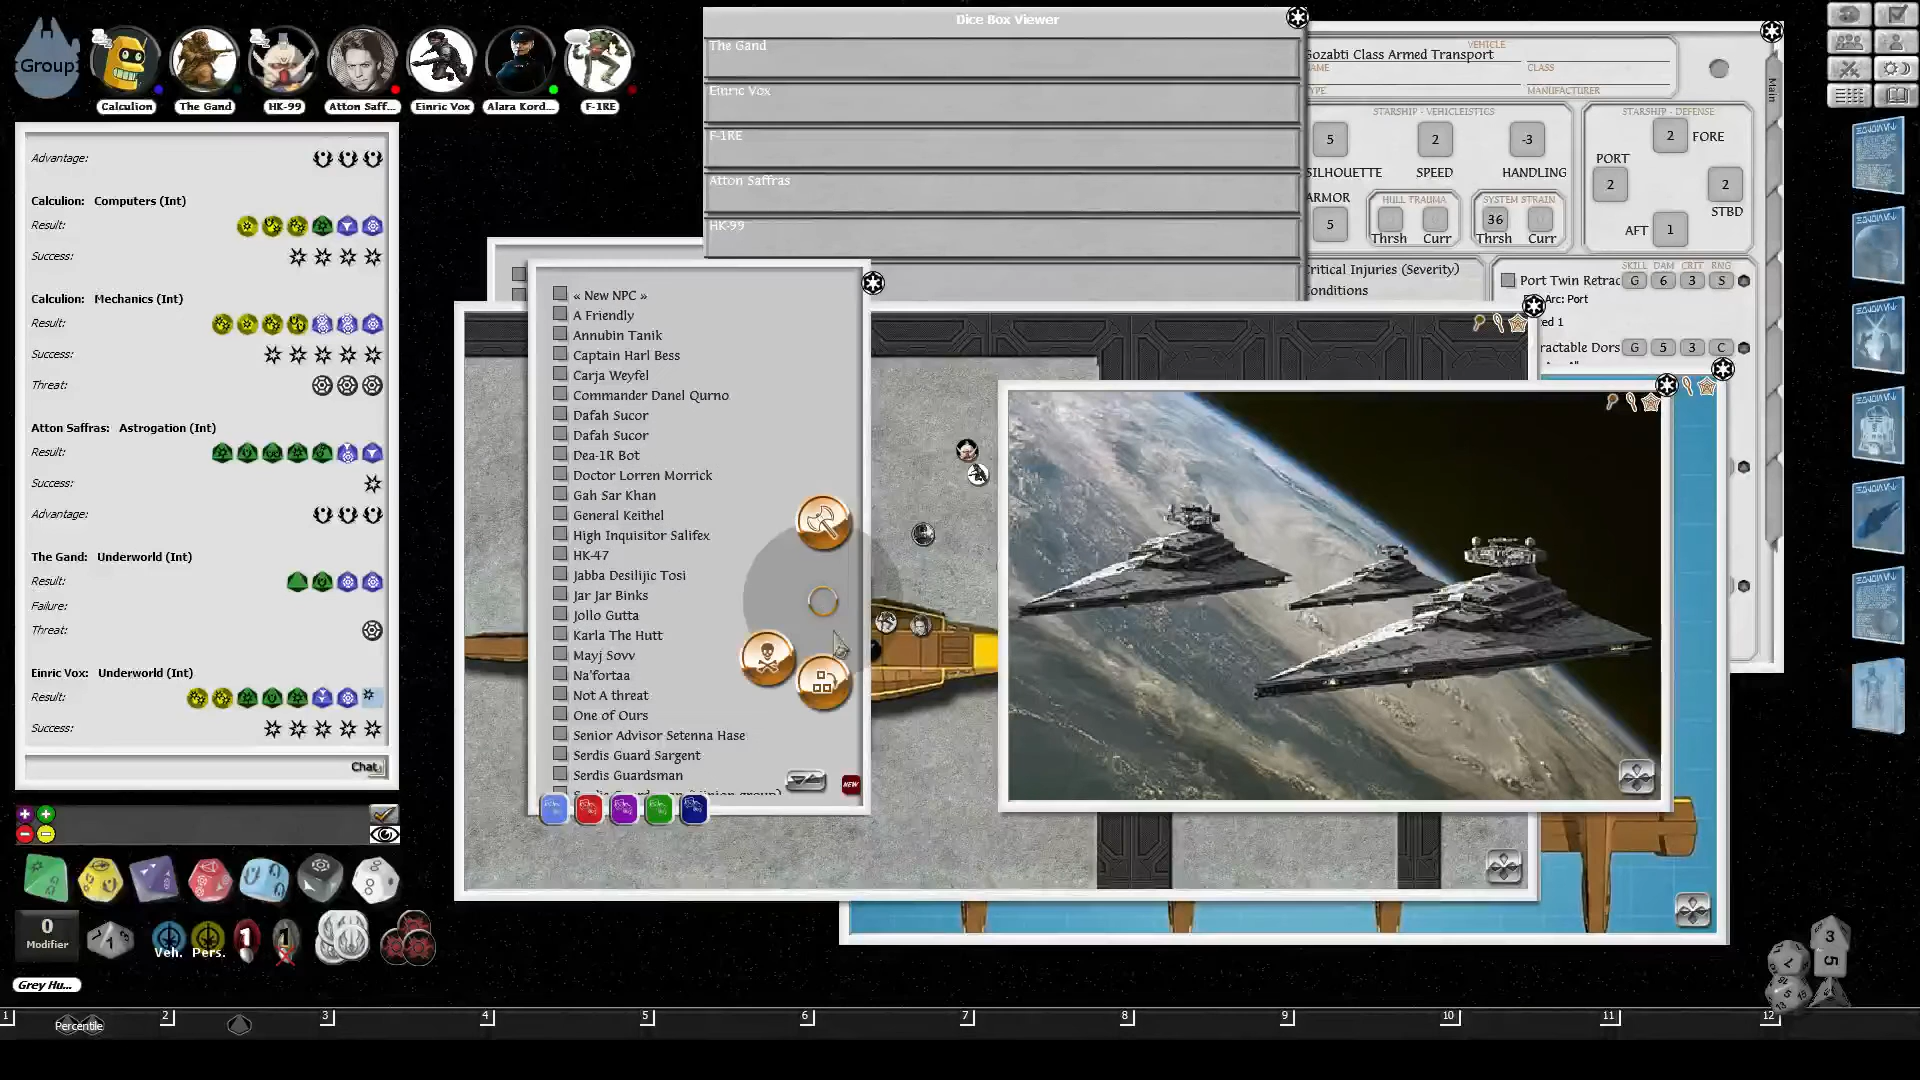 Group
Calculion
The Gand
HK-99
Atton Saff...
Einric Vox
Alara Kord...
F-1RE
Advantage:
Calculion: Computers (Int)
Result:
Success:
Calculion: Mechanics (Int)
Result:
Success:
Threat:
Atton Saffras: Astrogation (Int)
Result:
Success:
Advantage:
The Gand: Underworld (Int)
Result:
Failure:
Threat:
Einric Vox: Underworld (Int)
Result:
Success:
Chat
0
Modifier
Veh. Pers.
1
1
Grey Hu...
Dice Box Viewer
The Gand
Einric Vox
F-1RE
Atton Saffras
HK-99
« New NPC »
A Friendly
Annubin Tanik
Captain Harl Bess
Carja Weyfel
Commander Danel Qurno
Dafah Sucor
Dafah Sucor
Dea-1R Bot
Doctor Lorren Morrick
Gah Sar Khan
General Keithel
High Inquisitor Salifex
HK-47
Jabba Desilijic Tosi
Jar Jar Binks
Jollo Gutta
Karla The Hutt
Mayj Sovv
Na'fortaa
Not A threat
One of Ours
Senior Advisor Setenna Hase
Serdis Guard Sargent
Serdis Guardsman
NEW
VEHICLE
Gozabti Class Armed Transport
NAME
CLASS
TYPE
MANUFACTURER
STARSHIP - VEHICLEISTICS
5
2
-3
SILHOUETTE
SPEED
HANDLING
ARMOR
5
HULL TRAUMA
Thrsh Curr
SYSTEM STRAIN
36
Thrsh Curr
STARSHIP - DEFENSE
2 FORE
PORT
2
2
STBD
AFT 1
Critical Injuries (Severity)
Conditions
SKILL DAM CRIT RNG
Port Twin Retrac G 6 3 S
Arc: Port
ed 1
ractable Dors G 5 3 C
Main
1 2 3 4 5 6 7 8 9 10 11 12
Percentile